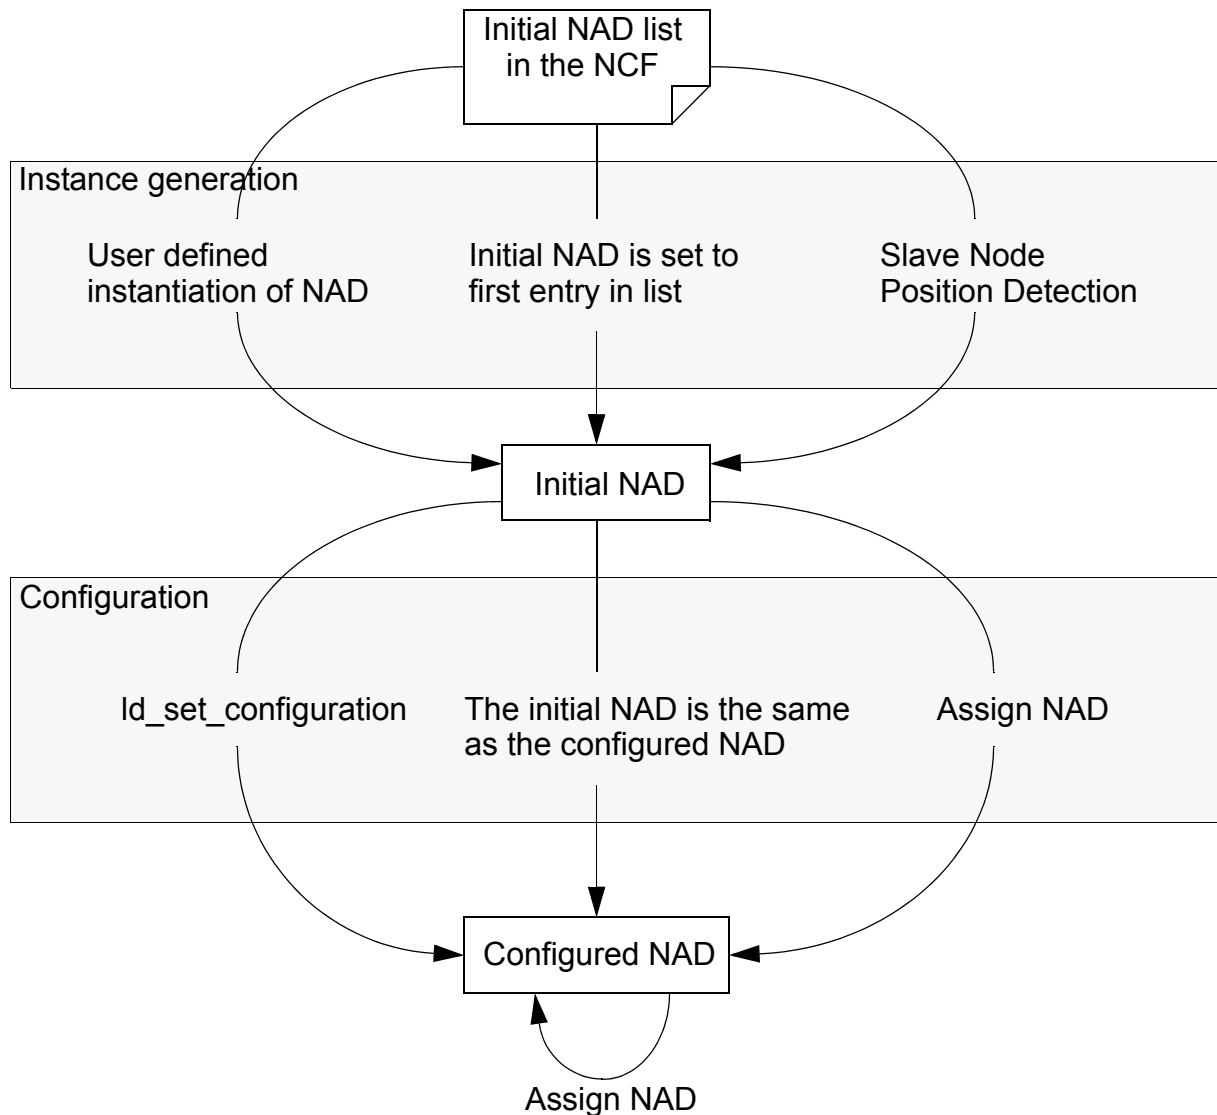 Initial NAD list
in the NCF
Instance generation
User defined
instantiation of NAD
Initial NAD is set to
first entry in list
Slave Node
Position Detection
Initial NAD
Configuration
ld_set_configuration
The initial NAD is the same
as the configured NAD
Assign NAD
Configured NAD
Assign NAD